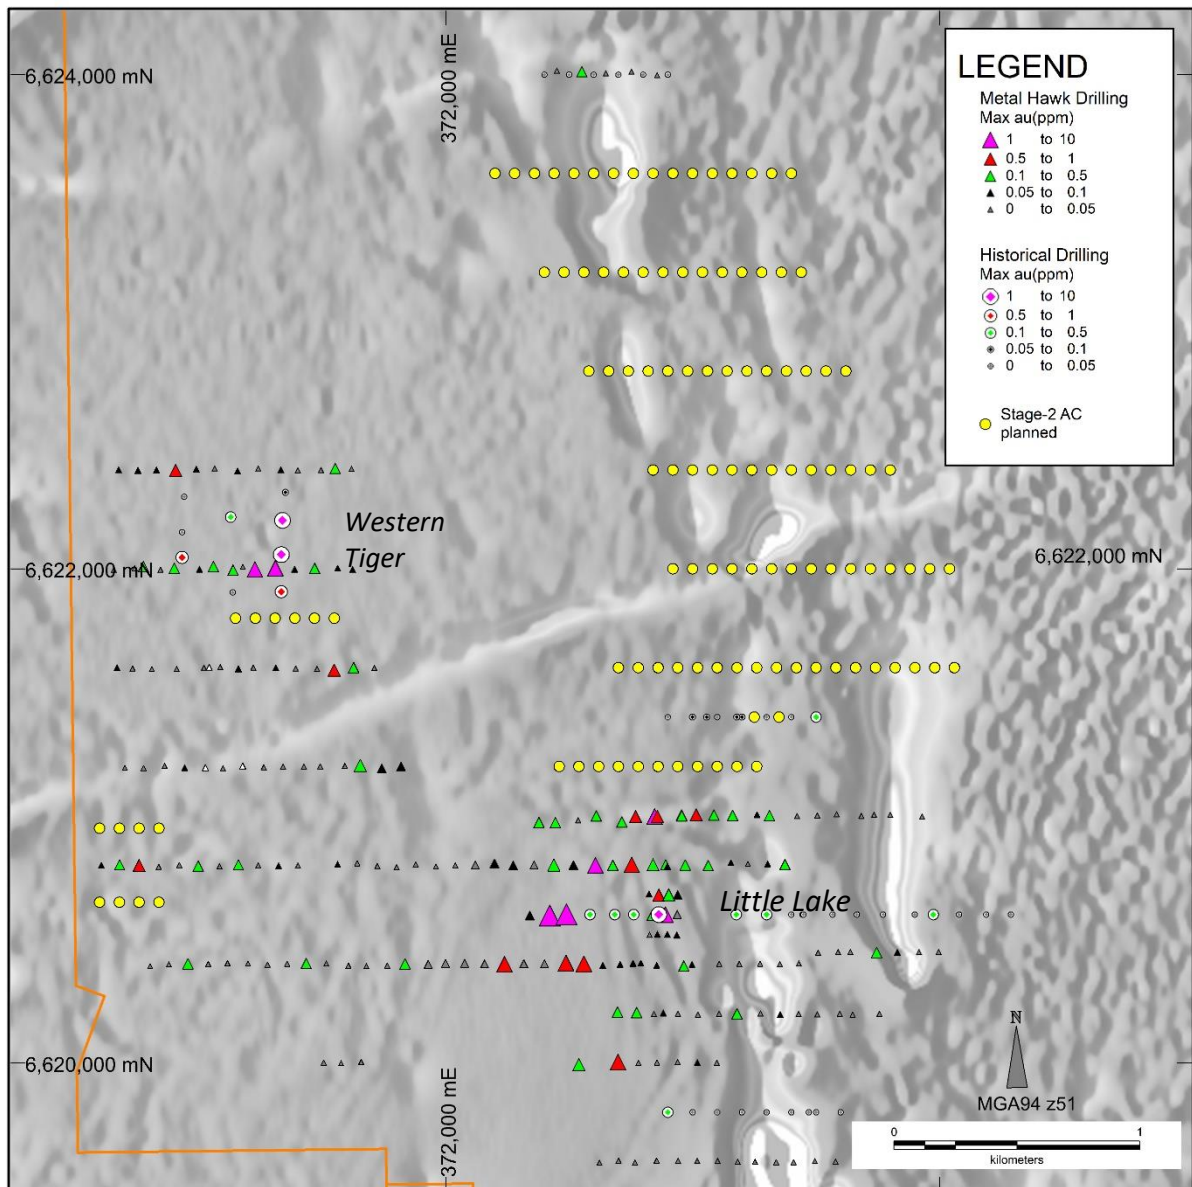 6,624,000 mN
372,000 mE
LEGEND
Metal Hawk Drilling
Max au(ppm)
1 to 10
0.5 to 1
0.1 to 0.5
0.05 to 0.1
0 to 0.05
Historical Drilling
Max au(ppm)
1 to 10
0.5 to 1
0.1 to 0.5
0.05 to 0.1
0 to 0.05
Stage-2 AC
planned
Western
Tiger
6,622,000 mN
6,622,000 mN
Little Lake
6,620,000 mN
372,000 mE
N
MGA94 z51
0 1
kilometers